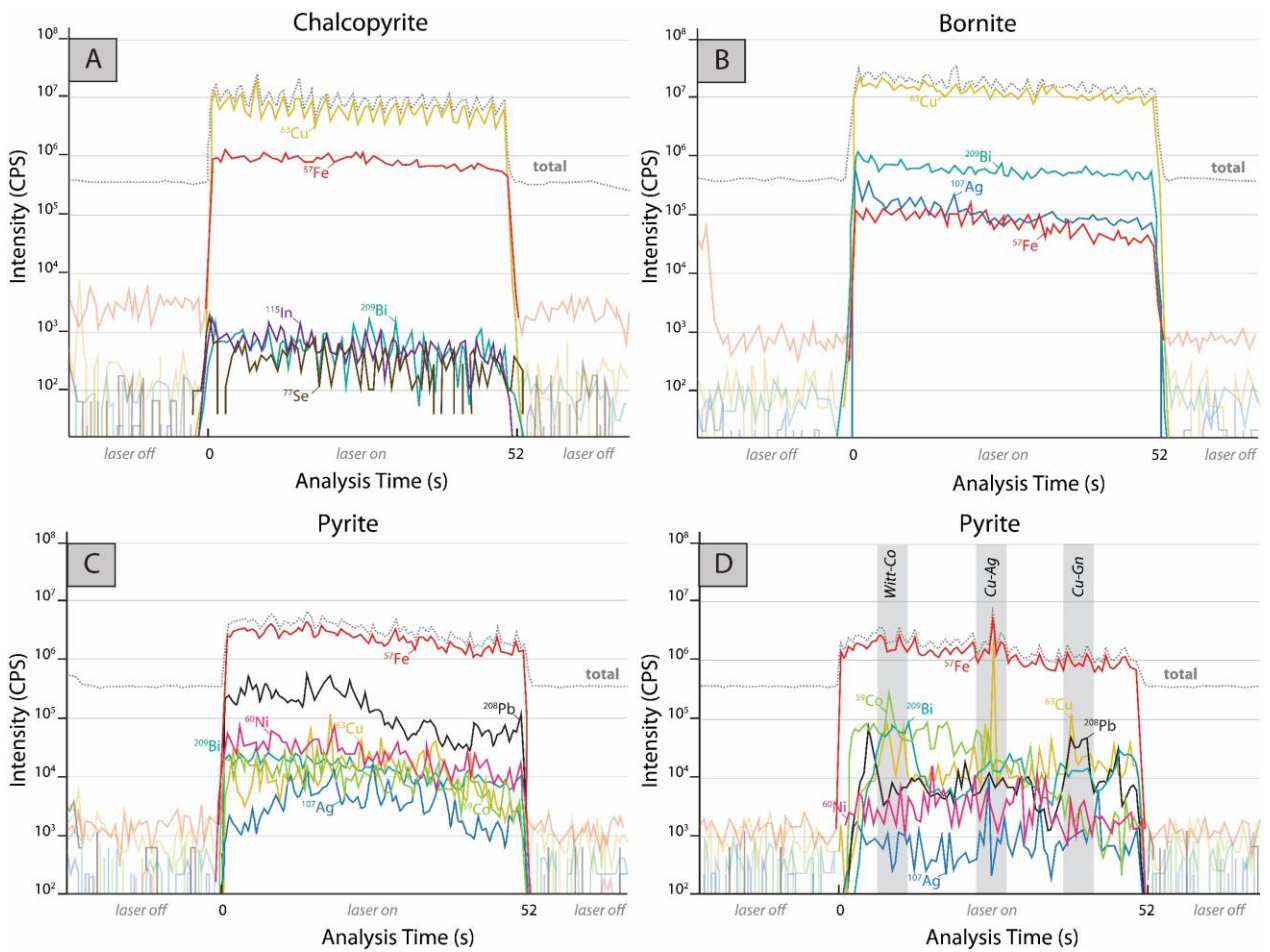 Chalcopyrite
A
Intensity (CPS)
10⁸
10⁷
10⁶
10⁵
10⁴
10³
10²
⁶³Cu
⁵⁷Fe
total
¹¹⁵In
²⁰⁹Bi
⁷⁷Se
laser off
0
laser on
52
laser off
Analysis Time (s)
Bornite
B
Intensity (CPS)
10⁸
10⁷
10⁶
10⁵
10⁴
10³
10²
⁶³Cu
²⁰⁹Bi
total
¹⁰⁷Ag
⁵⁷Fe
laser off
0
laser on
52
laser off
Analysis Time (s)
Pyrite
C
Intensity (CPS)
10⁸
10⁷
10⁶
10⁵
10⁴
10³
10²
⁵⁷Fe
total
²⁰⁸Pb
⁶⁰Ni
⁶³Cu
²⁰⁹Bi
¹⁰⁷Ag
⁵⁹Co
laser off
0
laser on
52
laser off
Analysis Time (s)
Pyrite
D
Witt-Co
Cu-Ag
Cu-Gn
Intensity (CPS)
10⁸
10⁷
10⁶
10⁵
10⁴
10³
10²
⁵⁷Fe
total
⁵⁹Co
²⁰⁹Bi
⁶³Cu
²⁰⁸Pb
⁶⁰Ni
¹⁰⁷Ag
laser off
0
laser on
52
laser off
Analysis Time (s)